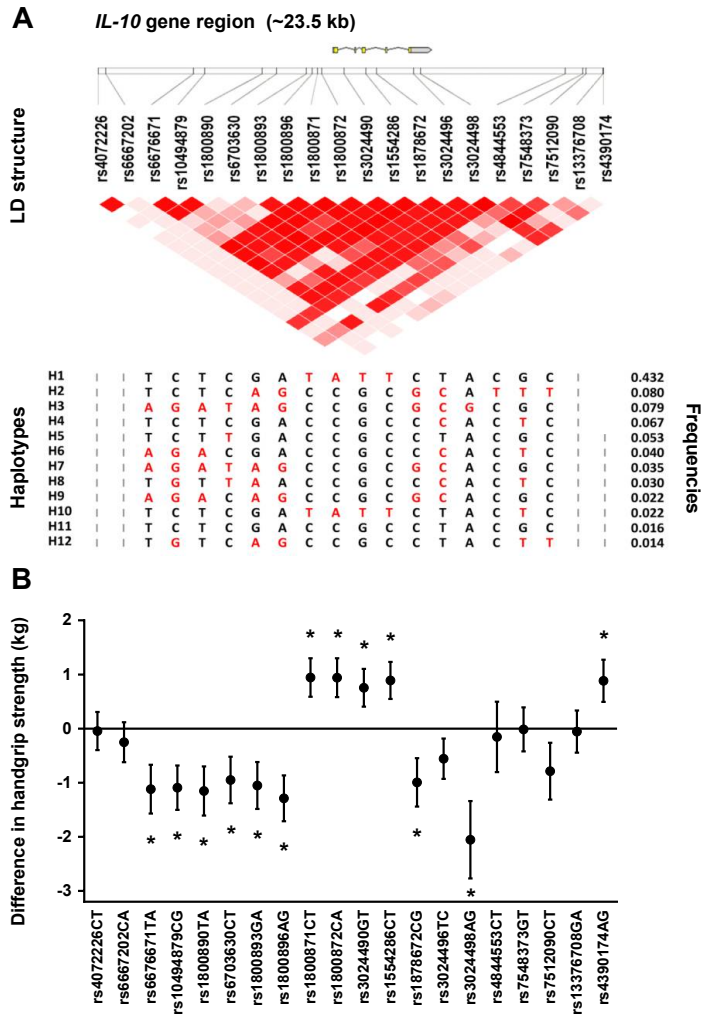 A
IL-10 gene region (~23.5 kb)
LD structure
rs4072226
rs6667202
rs6676671
rs10494879
rs1800890
rs6703630
rs1800893
rs1800896
rs1800871
rs1800872
rs3024490
rs1554286
rs1878672
rs3024496
rs3024498
rs4844553
rs7548373
rs7512090
rs13376708
rs4390174
Haplotypes
Frequencies
H1 | | T C T C G A T A T T C T A C G C | 0.432
H2 | | T C T C A G C C G C G C A T T T | 0.080
H3 | | A G A T A G C C G C G C G C G C | 0.079
H4 | | T C T C G A C C G C C C A C T C | 0.067
H5 | | T C T T G A C C G C C T A C G C | | 0.053
H6 | | A G A C G A C C G C C C A C T C | | 0.040
H7 | | A G A T A G C C G C G C A C G C | | 0.035
H8 | | T G T T A A C C G C C C A C T C | | 0.030
H9 | | A G A C A G C C G C G C A C G C | | 0.022
H10 | | T C T C G A T A T T C T A C T C | | 0.022
H11 | | T C T C G A C C G C C T A C G C | | 0.016
H12 | | T G T C A G C C G C C T A C T T | | 0.014
B
Difference in handgrip strength (kg)
2
1
0
-1
-2
-3
* * * * *
* * * * * * *
*
rs4072226CT
rs6667202CA
rs6676671TA
rs10494879CG
rs1800890TA
rs6703630CT
rs1800893GA
rs1800896AG
rs1800871CT
rs1800872CA
rs3024490GT
rs1554286CT
rs1878672CG
rs3024496TC
rs3024498AG
rs4844553CT
rs7548373GT
rs7512090CT
rs13376708GA
rs4390174AG